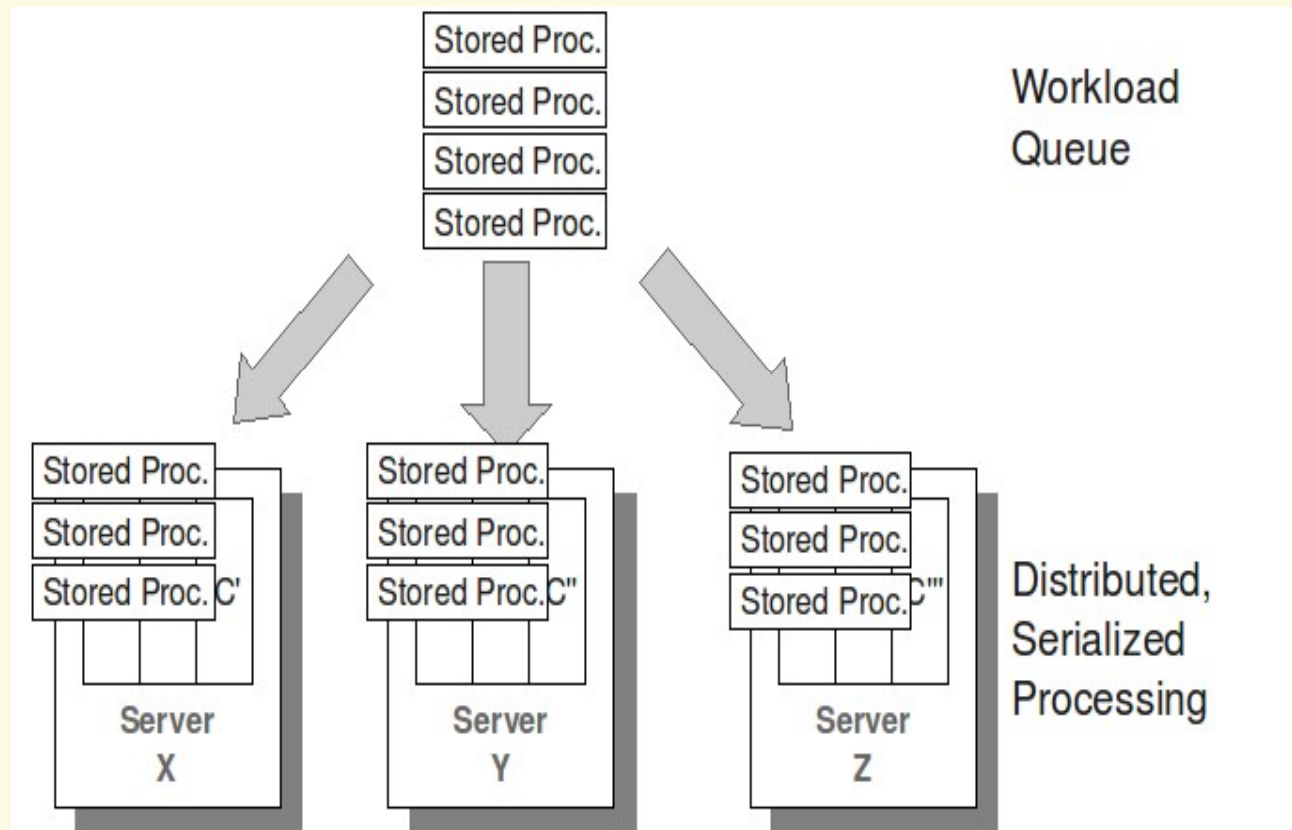 Stored Proc.
Stored Proc.
Stored Proc.
Stored Proc.
Workload
Queue
Stored Proc.
Stored Proc.
Stored Proc. C'
Server
X
Stored Proc.
Stored Proc.
Stored Proc. C''
Server
Y
Stored Proc.
Stored Proc.
Stored Proc. C'''
Server
Z
Distributed,
Serialized
Processing